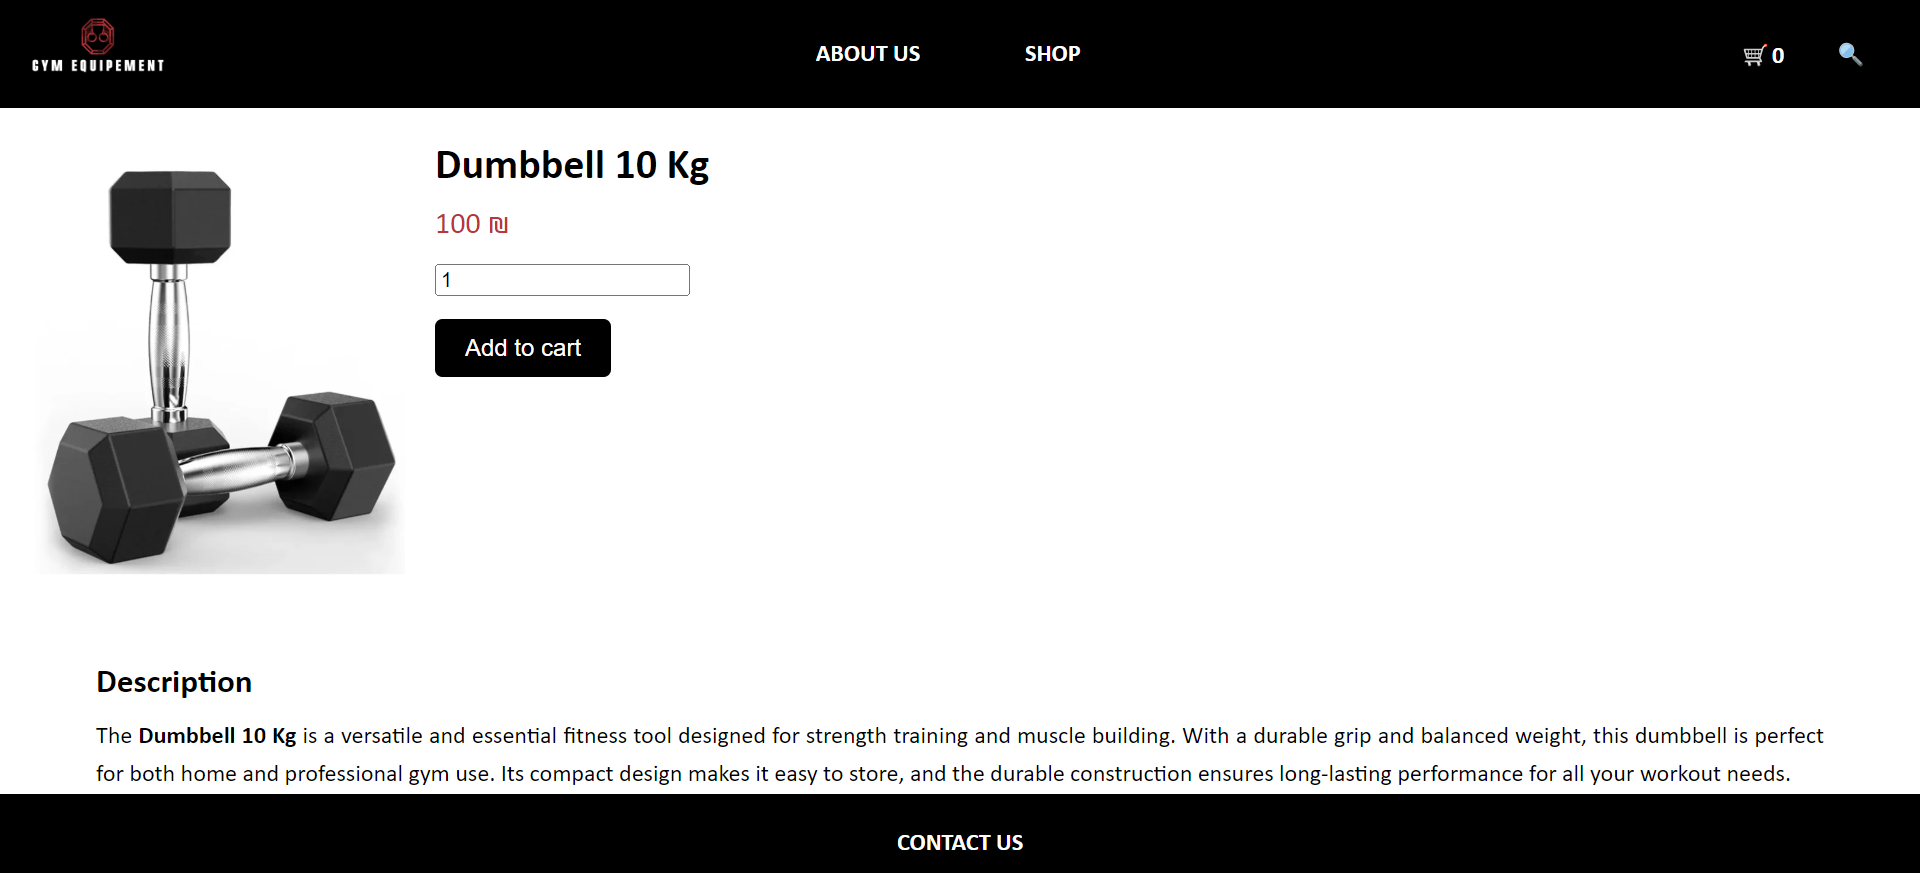 GYM EQUIPEMENT
ABOUT US
SHOP
0
Dumbbell 10 Kg
100 ₪
1
Add to cart
Description
The Dumbbell 10 Kg is a versatile and essential fitness tool designed for strength training and muscle building. With a durable grip and balanced weight, this dumbbell is perfect
for both home and professional gym use. Its compact design makes it easy to store, and the durable construction ensures long-lasting performance for all your workout needs.
CONTACT US